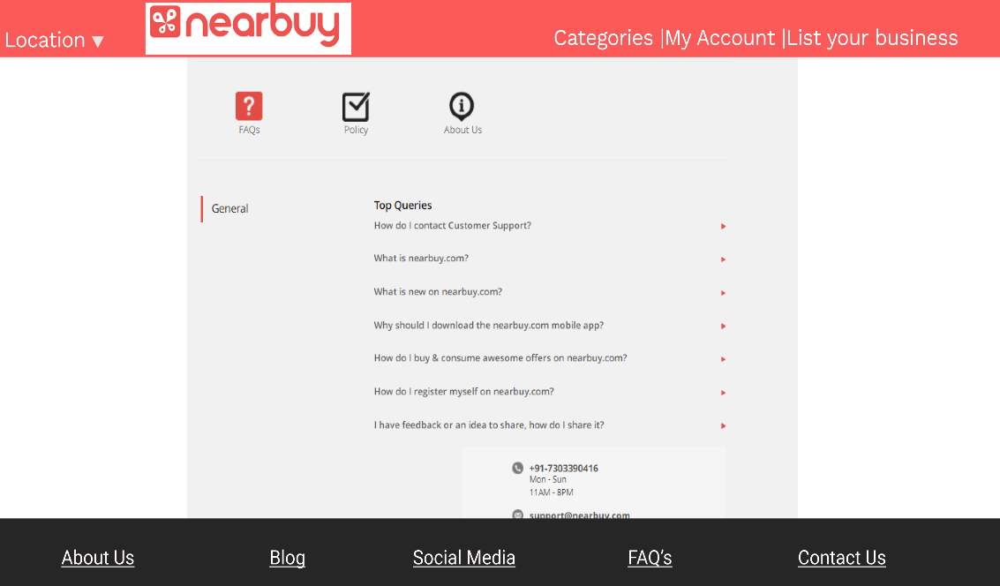 Location ▼
nearbuy
Categories |My Account |List your business
FAQs
Policy
About Us
General
Top Queries
How do I contact Customer Support?
What is nearbuy.com?
What is new on nearbuy.com?
Why should I download the nearbuy.com mobile app?
How do I buy & consume awesome offers on nearbuy.com?
How do I register myself on nearbuy.com?
I have feedback or an idea to share, how do I share it?
+91-7303390416
Mon - Sun
11AM - 8PM
support@nearbuy.com
About Us
Blog
Social Media
FAQ's
Contact Us